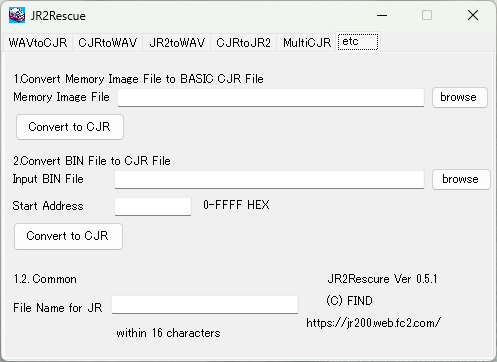 JR2Rescue
WAVtoCJR CJRtoWAV JR2toWAV CJRtoJR2 MultiCJR etc
1.Convert Memory Image File to BASIC CJR File
Memory Image File browse
Convert to CJR
2.Convert BIN File to CJR File
Input BIN File browse
Start Address 0-FFFF HEX
Convert to CJR
1.2. Common JR2Rescure Ver 0.5.1
(C) FIND
File Name for JR
https://jr200.web.fc2.com/
within 16 characters